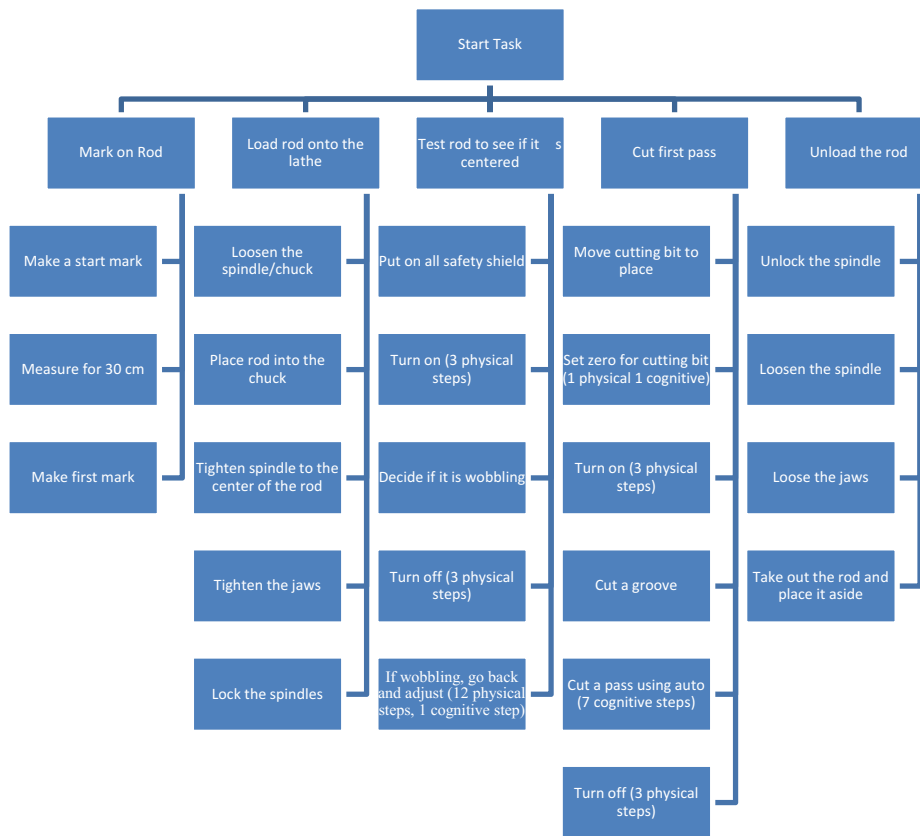 Start Task
Mark on Rod
Make a start mark
Measure for 30 cm
Make first mark
Load rod onto the
lathe
Loosen the
spindle/chuck
Place rod into the
chuck
Tighten spindle to the
center of the rod
Tighten the jaws
Lock the spindles
Test rod to see if it s
centered
Put on all safety shield
Turn on (3 physical
steps)
Decide if it is wobbling
Turn off (3 physical
steps)
If wobbling, go back
and adjust (12 physical
steps, 1 cognitive step)
Cut first pass
Move cutting bit to
place
Set zero for cutting bit
(1 physical 1 cognitive)
Turn on (3 physical
steps)
Cut a groove
Cut a pass using auto
(7 cognitive steps)
Turn off (3 physical
steps)
Unload the rod
Unlock the spindle
Loosen the spindle
Loose the jaws
Take out the rod and
place it aside